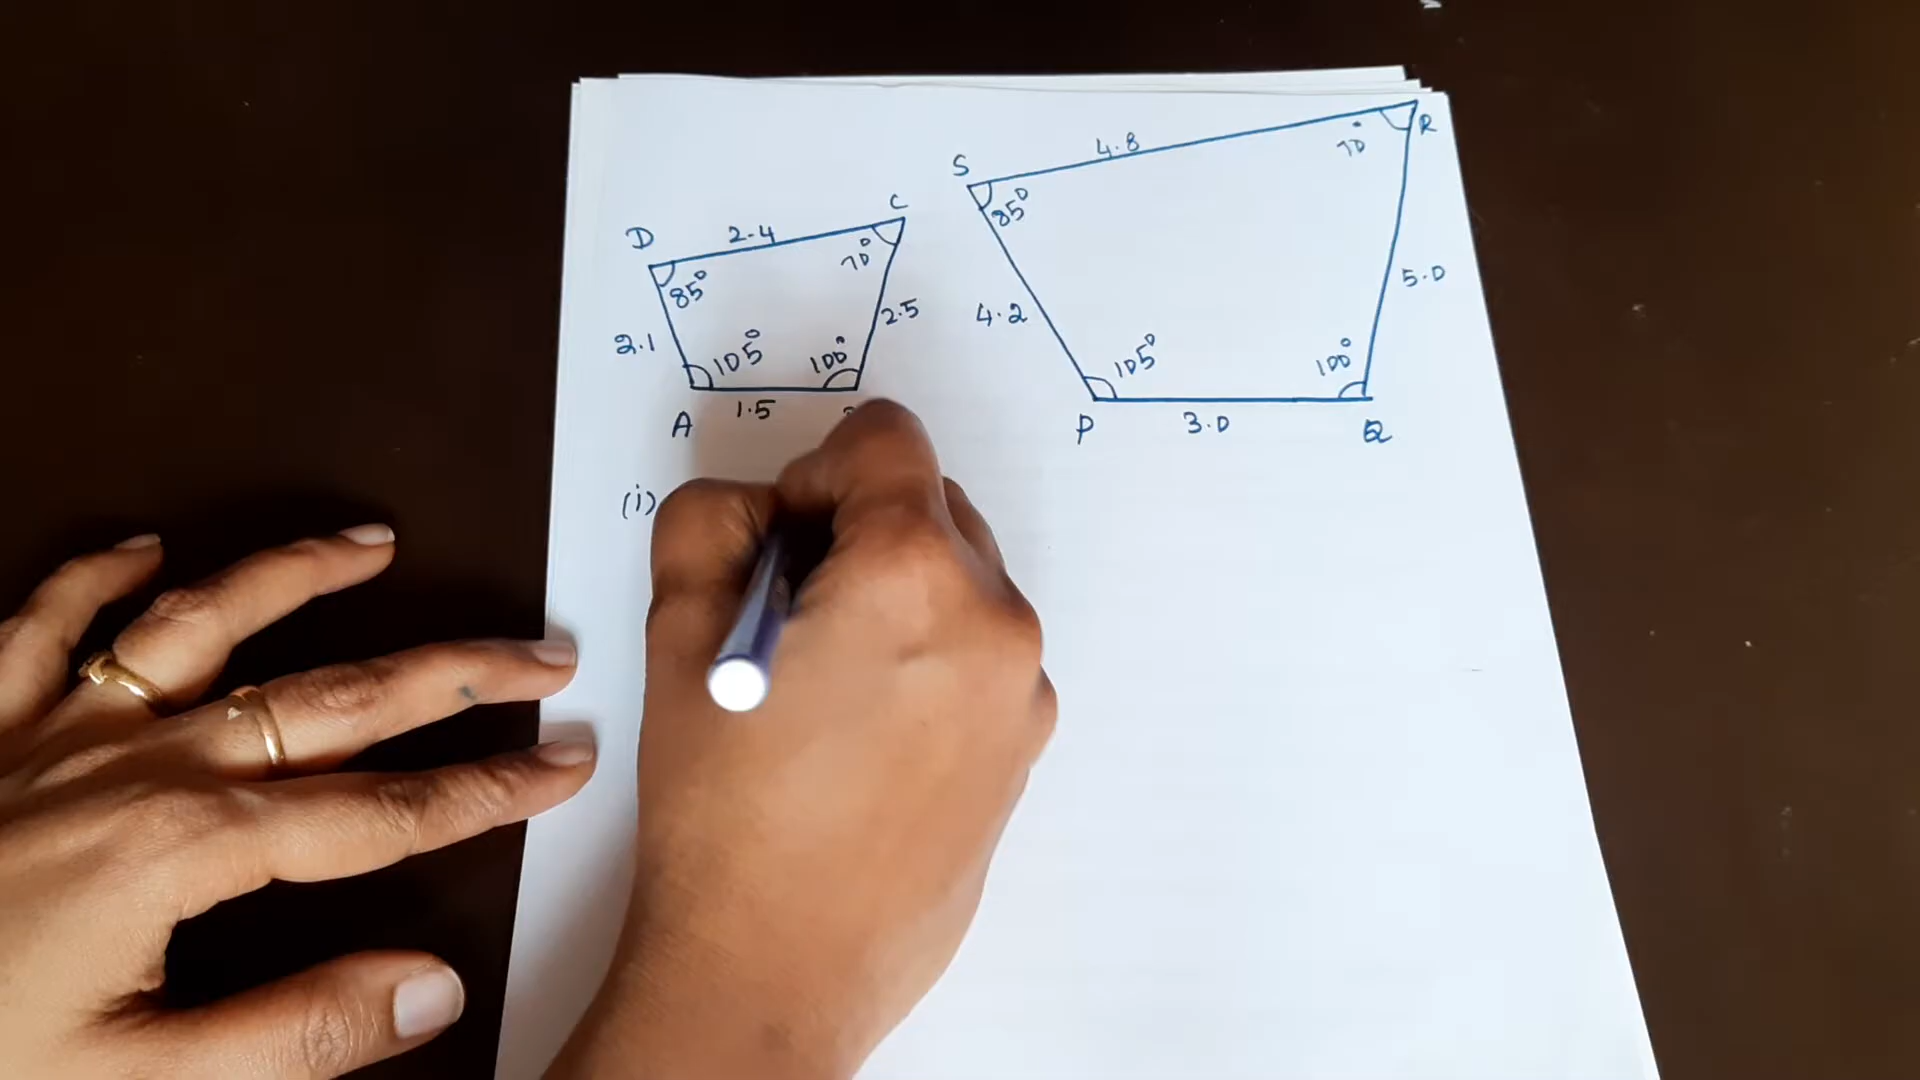 D 2.4 C
85° 70°
2.1 2.5
105° 100°
A 1.5
S 4.8 R
85° 70°
4.2 5.0
105° 100°
P 3.0 Q
(i)